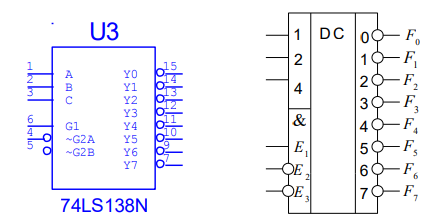 U3
1 A Y0 15
2 B Y1 14
3 C Y2 13
Y3 12
6 G1 Y4 11
4 ~G2A Y5 10
5 ~G2B Y6 9
Y7 7
74LS138N
1 DC 0 F0
2 1 F1
4 2 F2
3 F3
& 4 F4
E1 5 F5
E2 6 F6
E3 7 F7